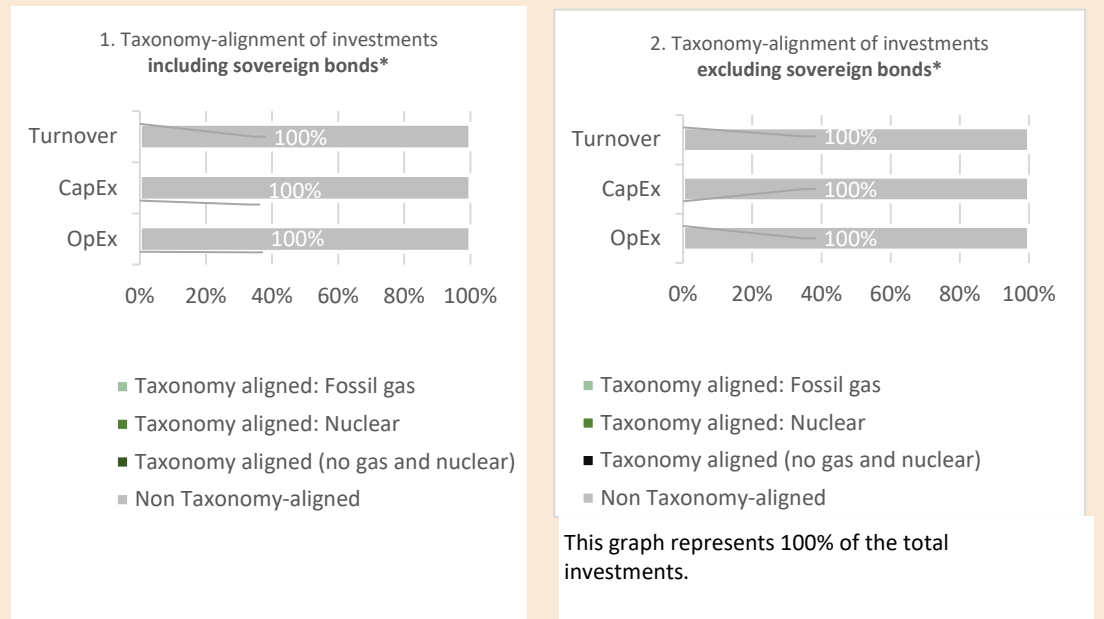 1. Taxonomy-alignment of investments
including sovereign bonds*
Turnover
100%
CapEx
100%
OpEx
100%
0% 20% 40% 60% 80% 100%
Taxonomy aligned: Fossil gas
Taxonomy aligned: Nuclear
Taxonomy aligned (no gas and nuclear)
Non Taxonomy-aligned
2. Taxonomy-alignment of investments
excluding sovereign bonds*
Turnover
100%
CapEx
100%
OpEx
100%
0% 20% 40% 60% 80% 100%
Taxonomy aligned: Fossil gas
Taxonomy aligned: Nuclear
Taxonomy aligned (no gas and nuclear)
Non Taxonomy-aligned
This graph represents 100% of the total
investments.